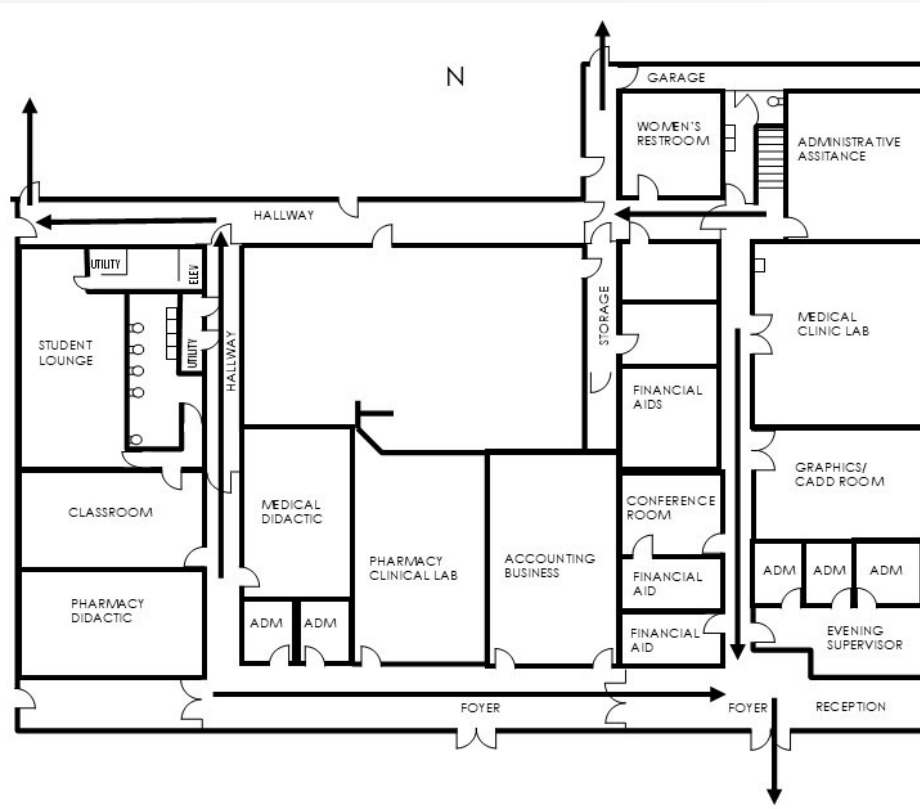 N
GARAGE
WOMEN'S
RESTROOM
ADMINISTRATIVE
ASSITANCE
HALLWAY
UTILITY
ELEV
STUDENT
LOUNGE
UTILITY
HALLWAY
STORAGE
MEDICAL
CLINIC LAB
FINANCIAL
AIDS
GRAPHICS/
CADD ROOM
CLASSROOM
MEDICAL
DIDACTIC
CONFERENCE
ROOM
PHARMACY
CLINICAL LAB
ACCOUNTING
BUSINESS
FINANCIAL
AID
ADM
ADM
ADM
PHARMACY
DIDACTIC
ADM
ADM
FINANCIAL
AID
EVENING
SUPERVISOR
FOYER
FOYER
RECEPTION